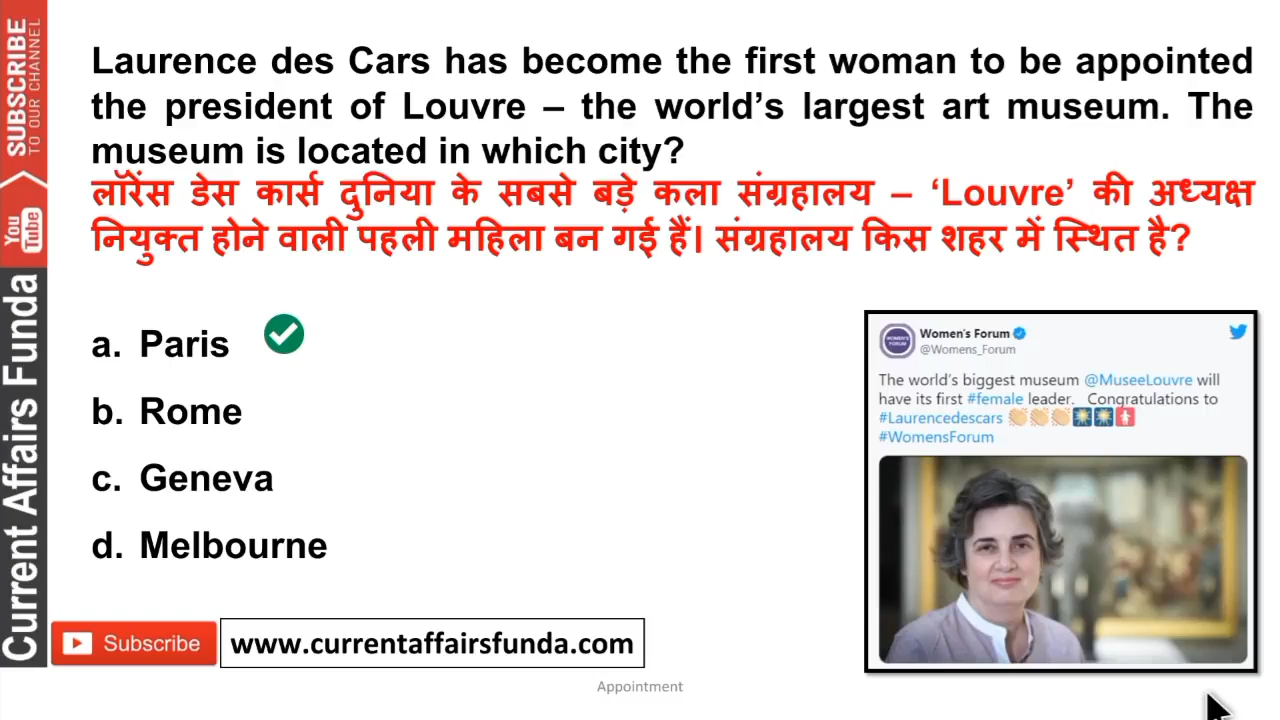 SUBSCRIBE
TO OUR CHANNEL
You
Tube
Current Affairs Funda
Laurence des Cars has become the first woman to be appointed
the president of Louvre – the world’s largest art museum. The
museum is located in which city?
लॉरेंस डेस कार्स दुनिया के सबसे बड़े कला संग्रहालय – ‘Louvre’ की अध्यक्ष
नियुक्त होने वाली पहली महिला बन गई हैं। संग्रहालय किस शहर में स्थित है?
a. Paris
b. Rome
c. Geneva
d. Melbourne
WOMEN'S
FORUM
Women's Forum
@Womens_Forum
The world's biggest museum @MuseeLouvre will
have its first #female leader. Congratulations to
#Laurencedescars
#WomensForum
Subscribe
www.currentaffairsfunda.com
Appointment